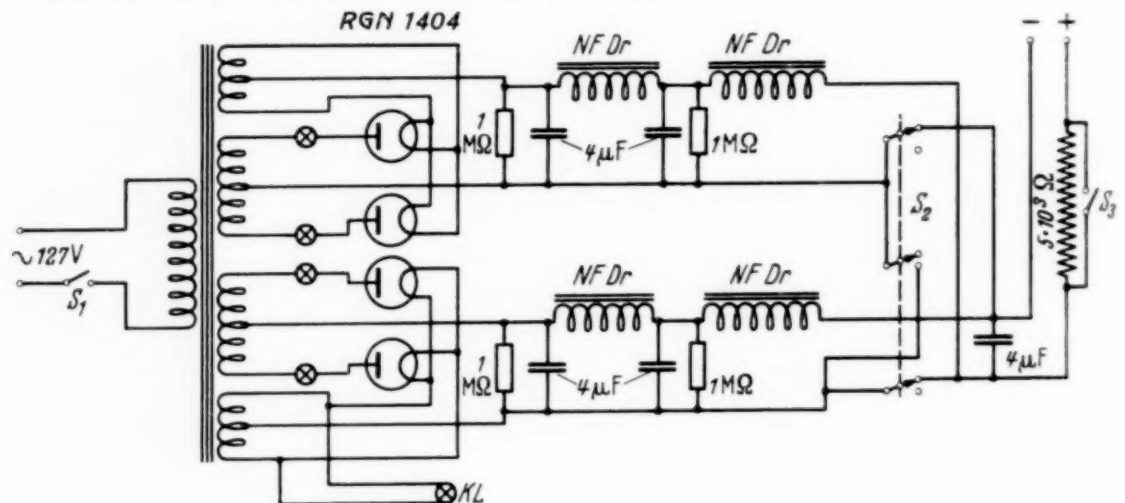 RGN 1404
NF Dr
NF Dr
- +
1 MΩ
4µF
1MΩ
S₂
5·10³ Ω
S₃
~127V
S₁
NF Dr
NF Dr
1 MΩ
4µF
1MΩ
4µF
KL